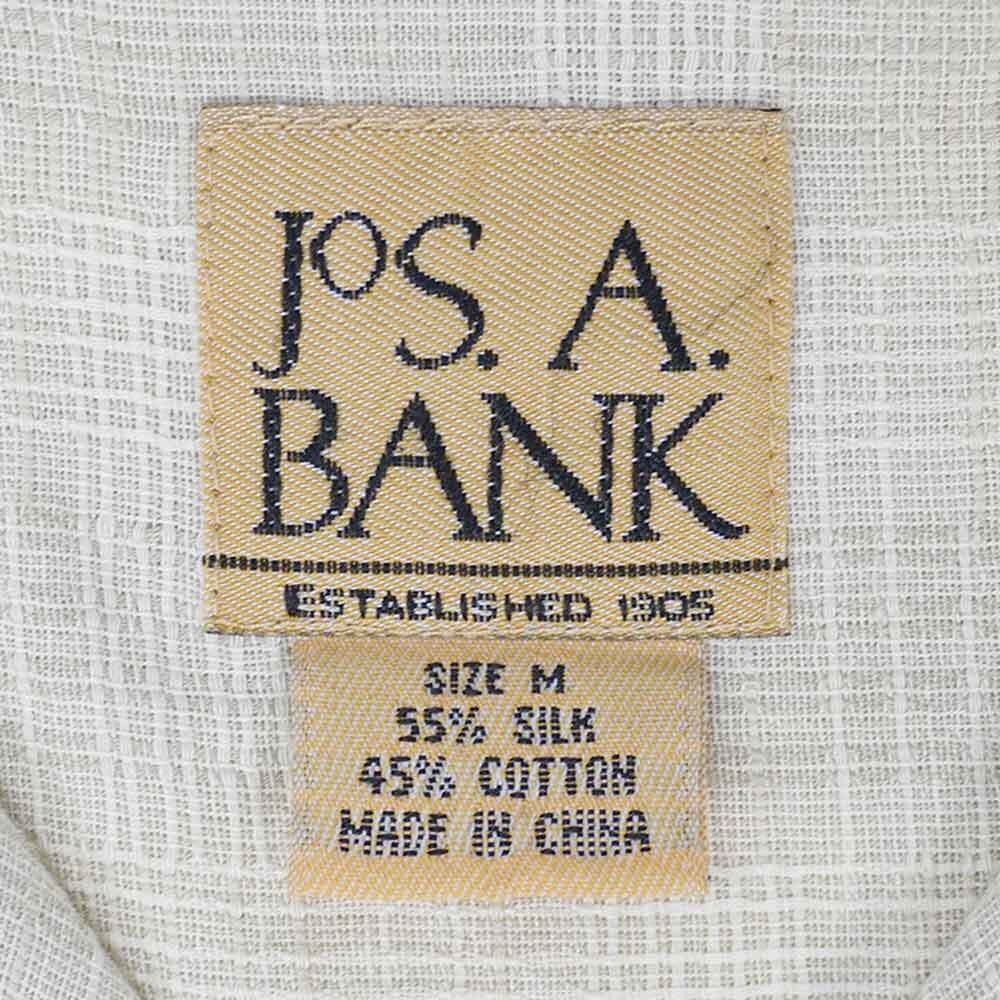 JOS. A.
BANK
ESTABLISHED 1905
SIZE M
55% SILK
45% COTTON
MADE IN CHINA